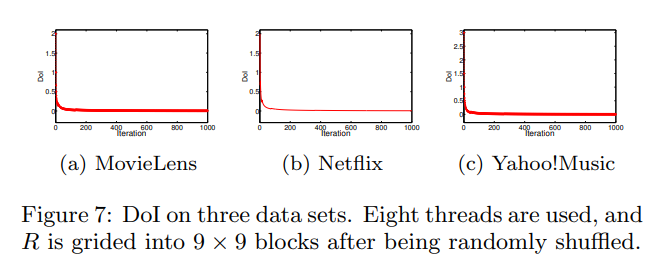 2
1.5
1
0.5
0
DoI
0 200 400 600 800 1000
Iteration
2
1.5
1
0.5
0
DoI
0 200 400 600 800 1000
Iteration
3
2.5
2
1.5
1
0.5
0
DoI
0 200 400 600 800 1000
Iteration
(a) MovieLens
(b) Netflix
(c) Yahoo!Music
Figure 7: DoI on three data sets. Eight threads are used, and
R is grided into 9 × 9 blocks after being randomly shuffled.